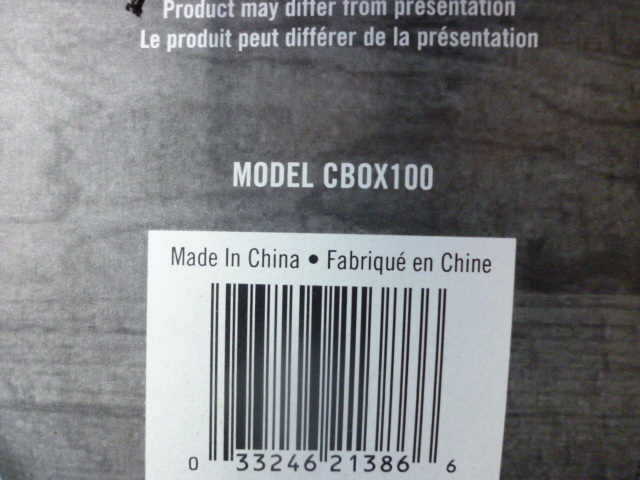 Product may differ from presentation
Le produit peut différer de la présentation
MODEL CBOX100
Made In China • Fabriqué en Chine
0 33246 21386 6